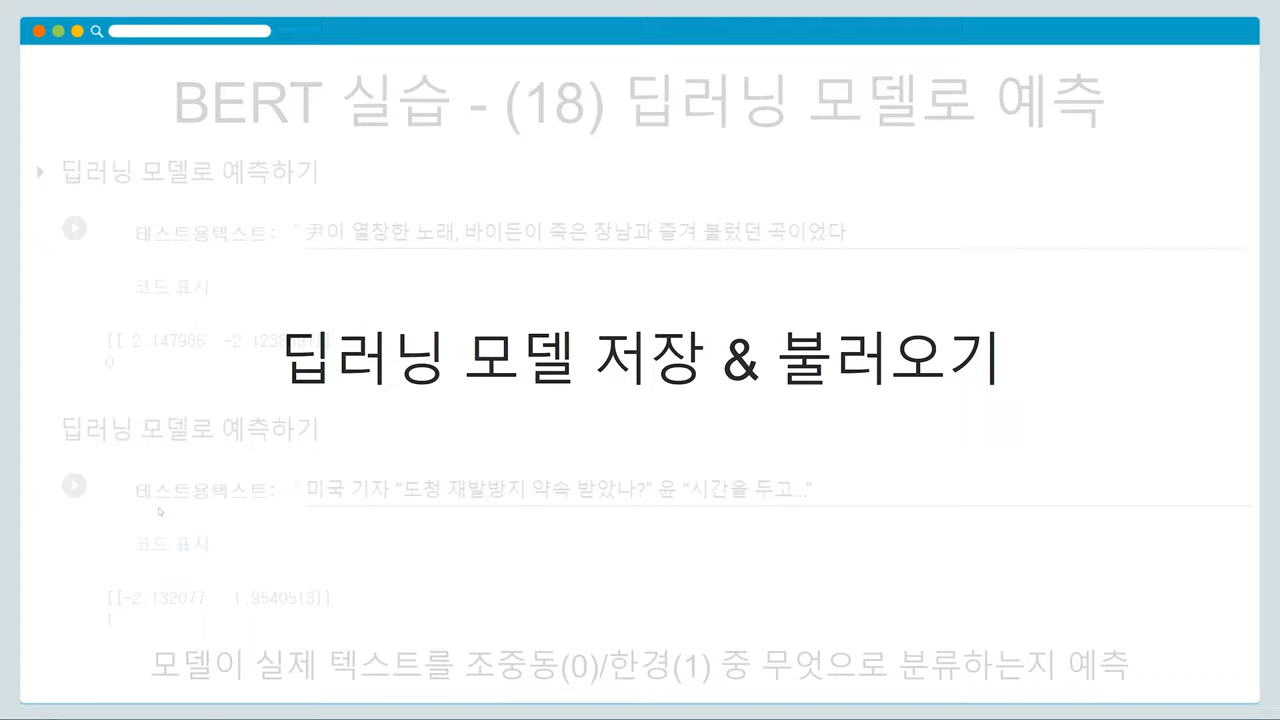 BERT 실습 - (18) 딥러닝 모델로 예측
딥러닝 모델로 예측하기
테스트용텍스트: " 尹이 열창한 노래, 바이든이 죽은 장남과 즐겨 불렀던 곡이었다
코드 표시
[[ 2.147986 -2.1238
0
딥러닝 모델 저장 & 불러오기
딥러닝 모델로 예측하기
테스트용텍스트: " 미국 기자 “도청 재발방지 약속 받았나?” 윤 “시간을 두고...”
코드 표시
[[-2.132077 1.9540513]]
1
모델이 실제 텍스트를 조중동(0)/한경(1) 중 무엇으로 분류하는지 예측